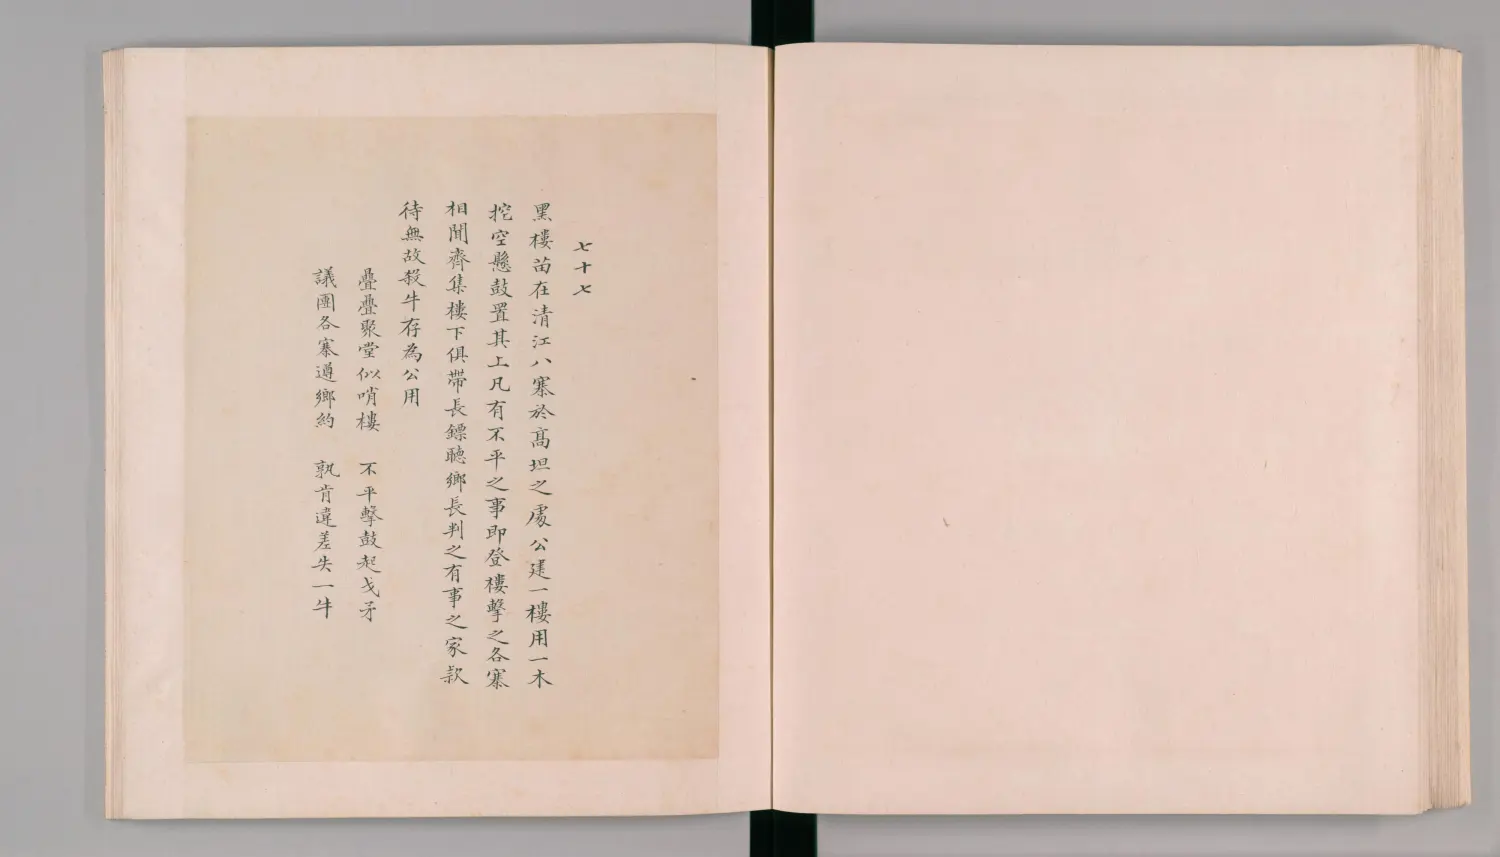 七十七
黑樓苗在清江八寨於高坦之處公建一樓用一木
挖空懸鼓置其上凡有不平之事即登樓擊之各寨
相聞齊集樓下俱帶長鏢聽鄉長判之有事之家款
待無故殺牛存為公用
疊疊聚堂似哨樓 不平擊鼓起戈矛
議團各寨遵鄉約 孰肯違差失一牛